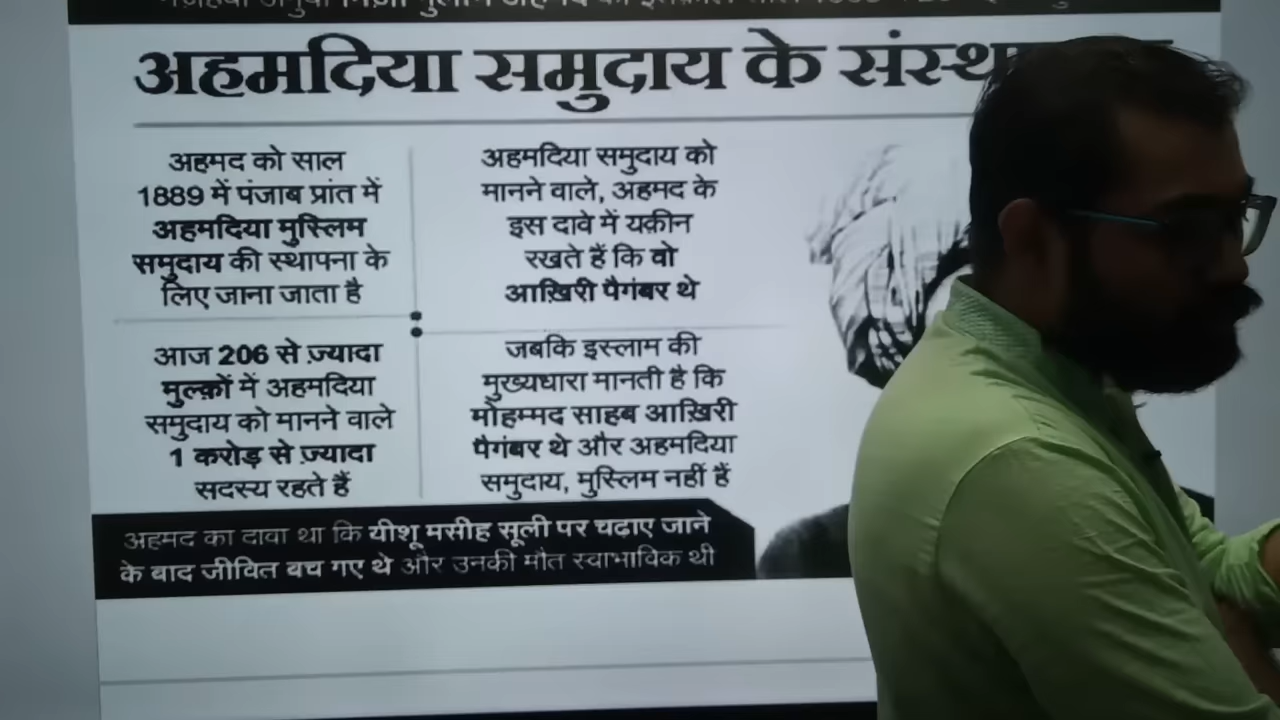 अहमदिया समुदाय के
अहमद को साल
1889 में पंजाब प्रांत में
अहमदिया मुस्लिम
समुदाय की स्थापना के
लिए जाना जाता है
अहमदिया समुदाय को
मानने वाले, अहमद के
इस दावे में यक़ीन
रखते हैं कि वो
आख़िरी पैगंबर थे
आज 206 से ज़्यादा
मुल्क़ों में अहमदिया
समुदाय को मानने वाले
1 करोड़ से ज़्यादा
सदस्य रहते हैं
जबकि इस्लाम की
मुख्यधारा मानती है कि
मोहम्मद साहब आख़िरी
पैगंबर थे और अहमदिया
समुदाय, मुस्लिम नहीं हैं
अहमद का दावा था कि यीशू मसीह सूली पर चढाए जाने
के बाद जीवित बच गए थे और उनकी मौत स्वाभाविक थी